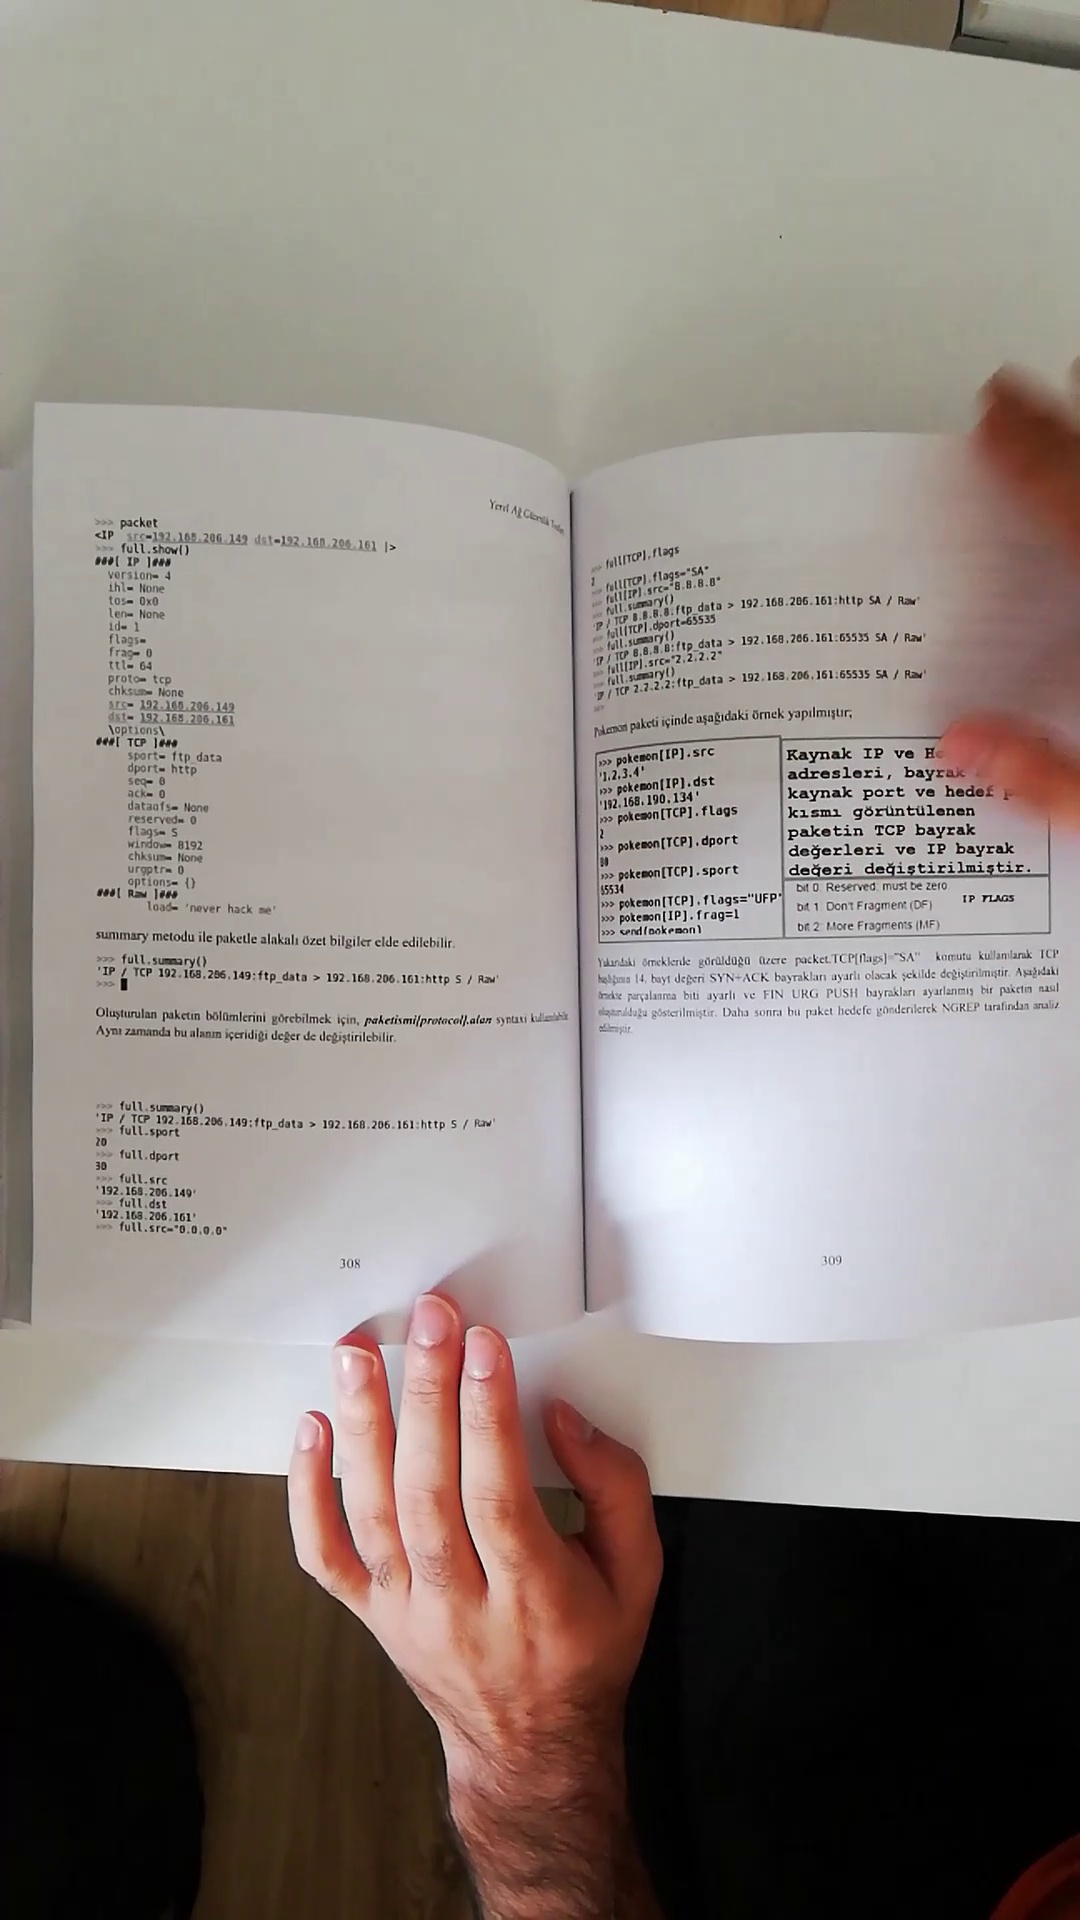 Yerel Ağ Güvenlik
>>> packet
<IP  src=192.168.206.149 dst=192.168.206.161 |>
>>> full.show()
###[ IP ]###
version= 4
ihl= None
tos= 0x0
len= None
id= 1
flags=
frag= 0
ttl= 64
proto= tcp
chksum= None
src= 192.168.206.149
dst= 192.168.206.161
\options\
###[ TCP ]###
sport= ftp_data
dport= http
seq= 0
ack= 0
dataofs= None
reserved= 0
flags= S
window= 8192
chksum= None
urgptr= 0
options= {}
###[ Raw ]###
load= 'never hack me'
summary metodu ile paketle alakalı özet bilgiler elde edilebilir.
>>> full.summary()
'IP / TCP 192.168.206.149:ftp_data > 192.168.206.161:http S / Raw'
>>>
Oluşturulan paketin bölümlerini görebilmek için, paketismi[protocol].alan syntaxi kullanılabilir.
Aynı zamanda bu alanın içeridiği değer de değiştirilebilir.
>>> full.summary()
'IP / TCP 192.168.206.149:ftp_data > 192.168.206.161:http S / Raw'
>>> full.sport
20
>>> full.dport
30
>>> full.src
'192.168.206.149'
>>> full.dst
'192.168.206.161'
>>> full.src="0.0.0.0"
308
>>> full[TCP].flags
2
>>> full[TCP].flags="SA"
>>> full[IP].src="8.8.8.8"
>>> full.summary()
'IP / TCP 8.8.8.8:ftp_data > 192.168.206.161:http SA / Raw'
>>> full[TCP].dport=65535
>>> full.summary()
'IP / TCP 8.8.8.8:ftp_data > 192.168.206.161:65535 SA / Raw'
>>> full[IP].src="2.2.2.2"
>>> full.summary()
'IP / TCP 2.2.2.2:ftp_data > 192.168.206.161:65535 SA / Raw'
>>>
Pokemon paketi içinde aşağıdaki örnek yapılmıştır;
>>> pokemon[IP].src
'1.2.3.4'
>>> pokemon[IP].dst
'192.168.190.134'
>>> pokemon[TCP].flags
2
>>> pokemon[TCP].dport
80
>>> pokemon[TCP].sport
65534
>>> pokemon[TCP].flags="UFP"
>>> pokemon[IP].frag=1
>>> send(pokemon)
Kaynak IP ve
adresleri, bayrak
kaynak port ve hedef
kısmı görüntülenen
paketin TCP bayrak
değerleri ve IP bayrak
değeri değiştirilmiştir.
bit 0: Reserved; must be zero
bit 1: Don't Fragment (DF) IP FLAGS
bit 2: More Fragments (MF)
Yukarıdaki örneklerde görüldüğü üzere packet.TCP[flags]="SA" komutu kullanılarak TCP
başlığının 14. bayt değeri SYN+ACK bayrakları ayarlı olacak şekilde değiştirilmiştir. Aşağıdaki
örnekte parçalanma biti ayarlı ve FIN URG PUSH bayrakları ayarlanmış bir paketin nasıl
oluşturulduğu gösterilmiştir. Daha sonra bu paket hedefe gönderilerek NGREP tarafından analiz
edilmiştir.
309